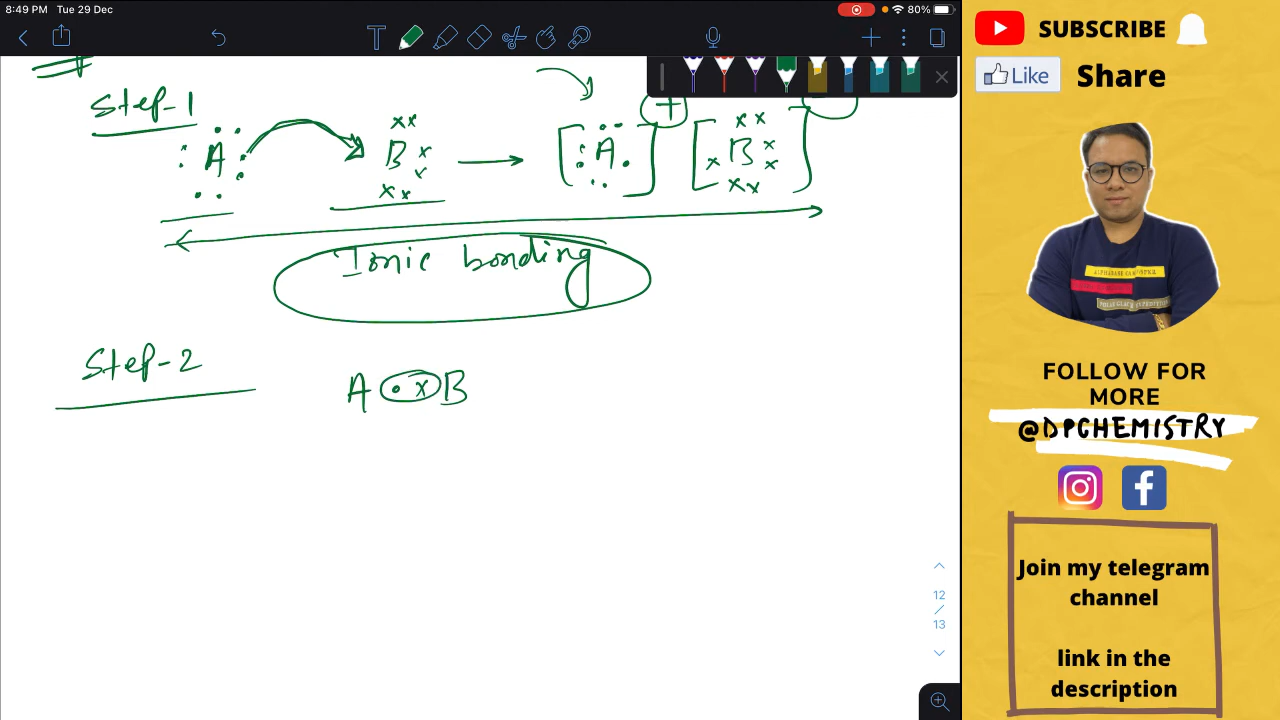 8:49 PM Tue 29 Dec
80%
Step-1
A B → [A]+ [B]
Ionic bonding
Step-2
A • x B
12
/
13
SUBSCRIBE
Like Share
FOLLOW FOR
MORE
@DPCHEMISTRY
Join my telegram
channel
link in the
description